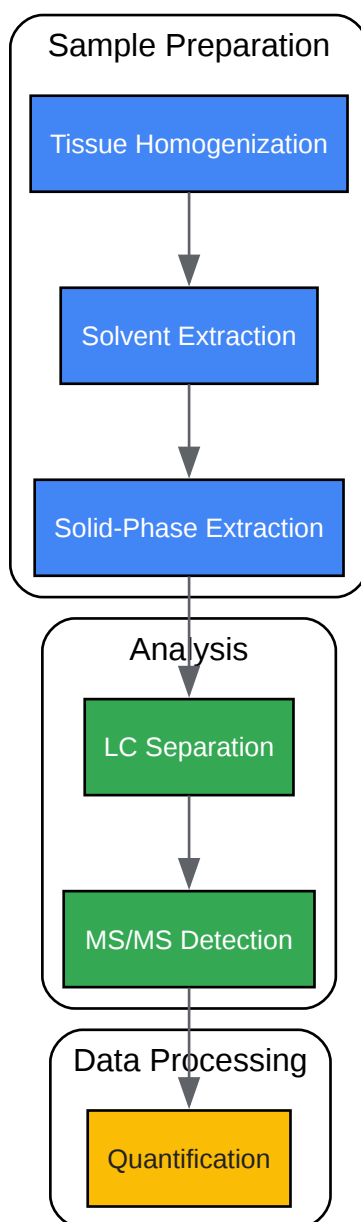 Sample Preparation
Tissue Homogenization
Solvent Extraction
Solid-Phase Extraction
Analysis
LC Separation
MS/MS Detection
Data Processing
Quantification